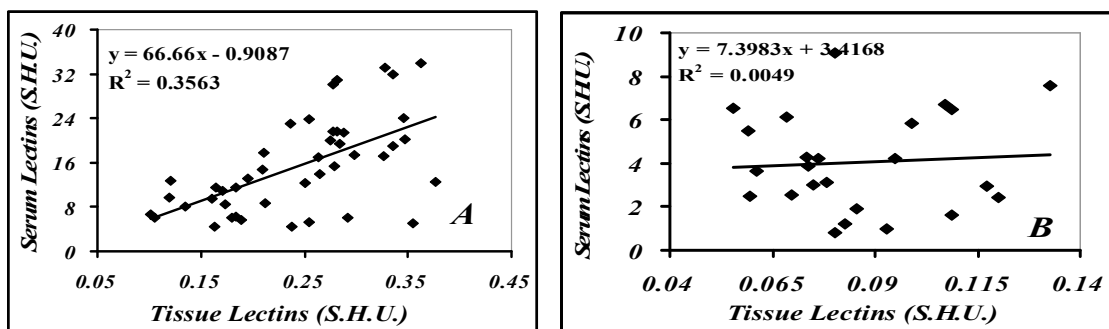 Serum Lectins (S.H.U.)
40
32
24
16
8
0
y = 66.66x - 0.9087
R² = 0.3563
A
0.05 0.15 0.25 0.35 0.45
Tissue Lectins (S.H.U.)
Serum Lectins (S.HU.)
10
8
6
4
2
0
y = 7.3983x + 3.4168
R² = 0.0049
B
0.04 0.065 0.09 0.115 0.14
Tissue Lectins (S.H.U.)